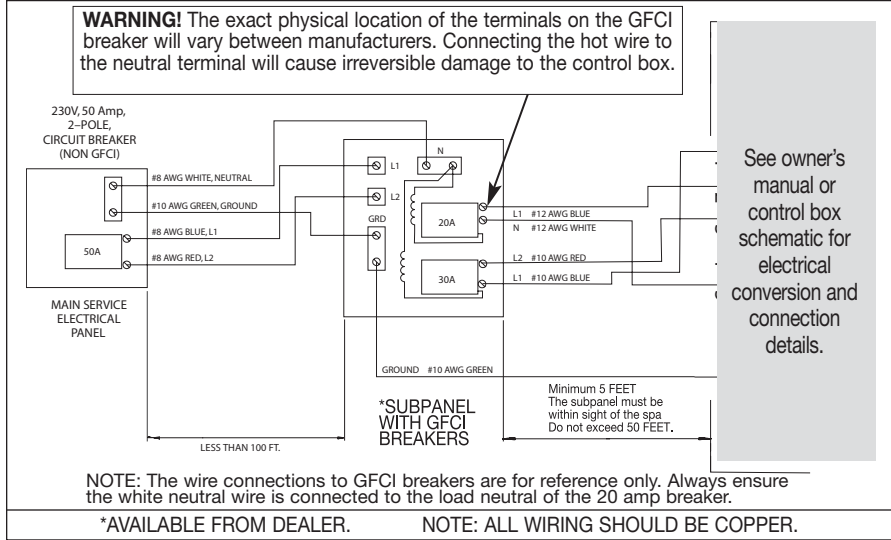 WARNING! The exact physical location of the terminals on the GFCI
breaker will vary between manufacturers. Connecting the hot wire to
the neutral terminal will cause irreversible damage to the control box.
230V, 50 Amp,
2–POLE,
CIRCUIT BREAKER
(NON GFCI)
#8 AWG WHITE, NEUTRAL
#10 AWG GREEN, GROUND
#8 AWG BLUE, L1
#8 AWG RED, L2
50A
MAIN SERVICE
ELECTRICAL
PANEL
L1
N
L2
GRD
20A
30A
L1 #12 AWG BLUE
N #12 AWG WHITE
L2 #10 AWG RED
L1 #10 AWG BLUE
GROUND #10 AWG GREEN
See owner's
manual or
control box
schematic for
electrical
conversion and
connection
details.
*SUBPANEL
WITH GFCI
BREAKERS
LESS THAN 100 FT.
Minimum 5 FEET
The subpanel must be
within sight of the spa
Do not exceed 50 FEET.
NOTE: The wire connections to GFCI breakers are for reference only. Always ensure
the white neutral wire is connected to the load neutral of the 20 amp breaker.
*AVAILABLE FROM DEALER. NOTE: ALL WIRING SHOULD BE COPPER.